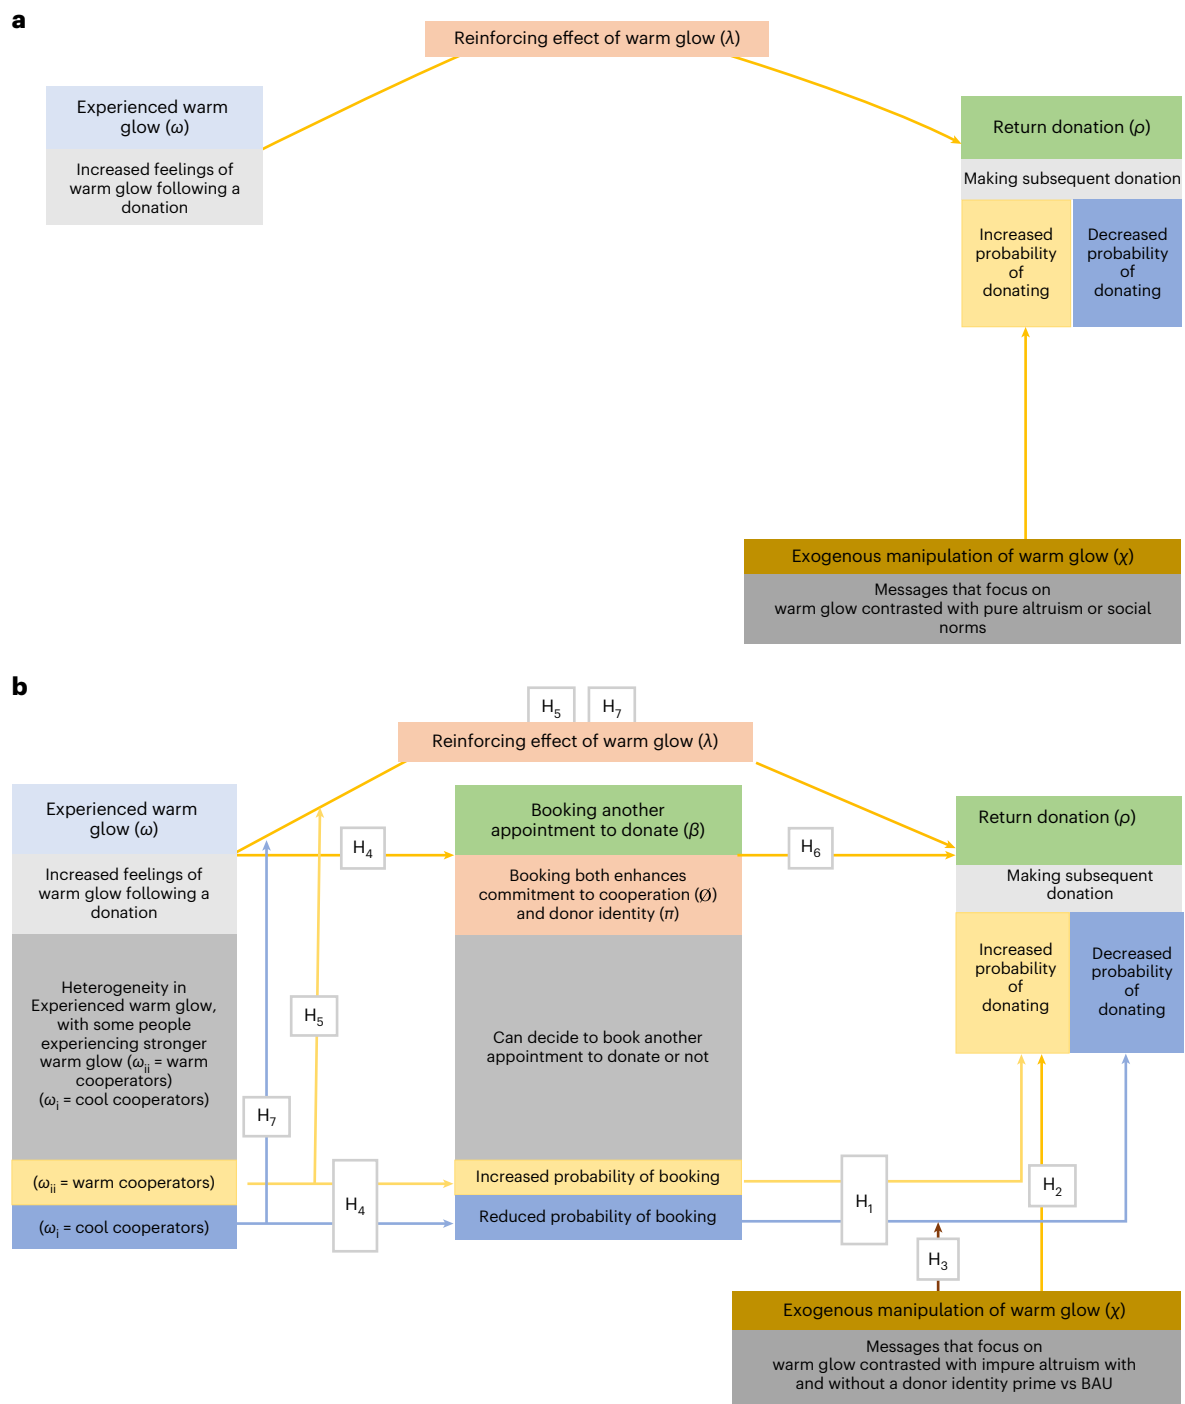 a
Reinforcing effect of warm glow (λ)
Experienced warm
glow (ω)
Increased feelings of
warm glow following a
donation
Return donation (ρ)
Making subsequent donation
Increased
probability
of
donating
Decreased
probability
of
donating
Exogenous manipulation of warm glow (χ)
Messages that focus on
warm glow contrasted with pure altruism or social
norms
b
H5
H7
Reinforcing effect of warm glow (λ)
Experienced warm
glow (ω)
Increased feelings of
warm glow following a
donation
Heterogeneity in
Experienced warm glow,
with some people
experiencing stronger
warm glow (ωii = warm
cooperators)
(ωi = cool cooperators)
(ωii = warm cooperators)
(ωi = cool cooperators)
H4
H5
H7
H4
Booking another
appointment to donate (β)
Booking both enhances
commitment to cooperation (Ø)
and donor identity (π)
Can decide to book another
appointment to donate or not
Increased probability of booking
Reduced probability of booking
H6
Return donation (ρ)
Making subsequent
donation
Increased
probability
of
donating
Decreased
probability
of
donating
H1
H2
H3
Exogenous manipulation of warm glow (χ)
Messages that focus on
warm glow contrasted with impure altruism with
and without a donor identity prime vs BAU